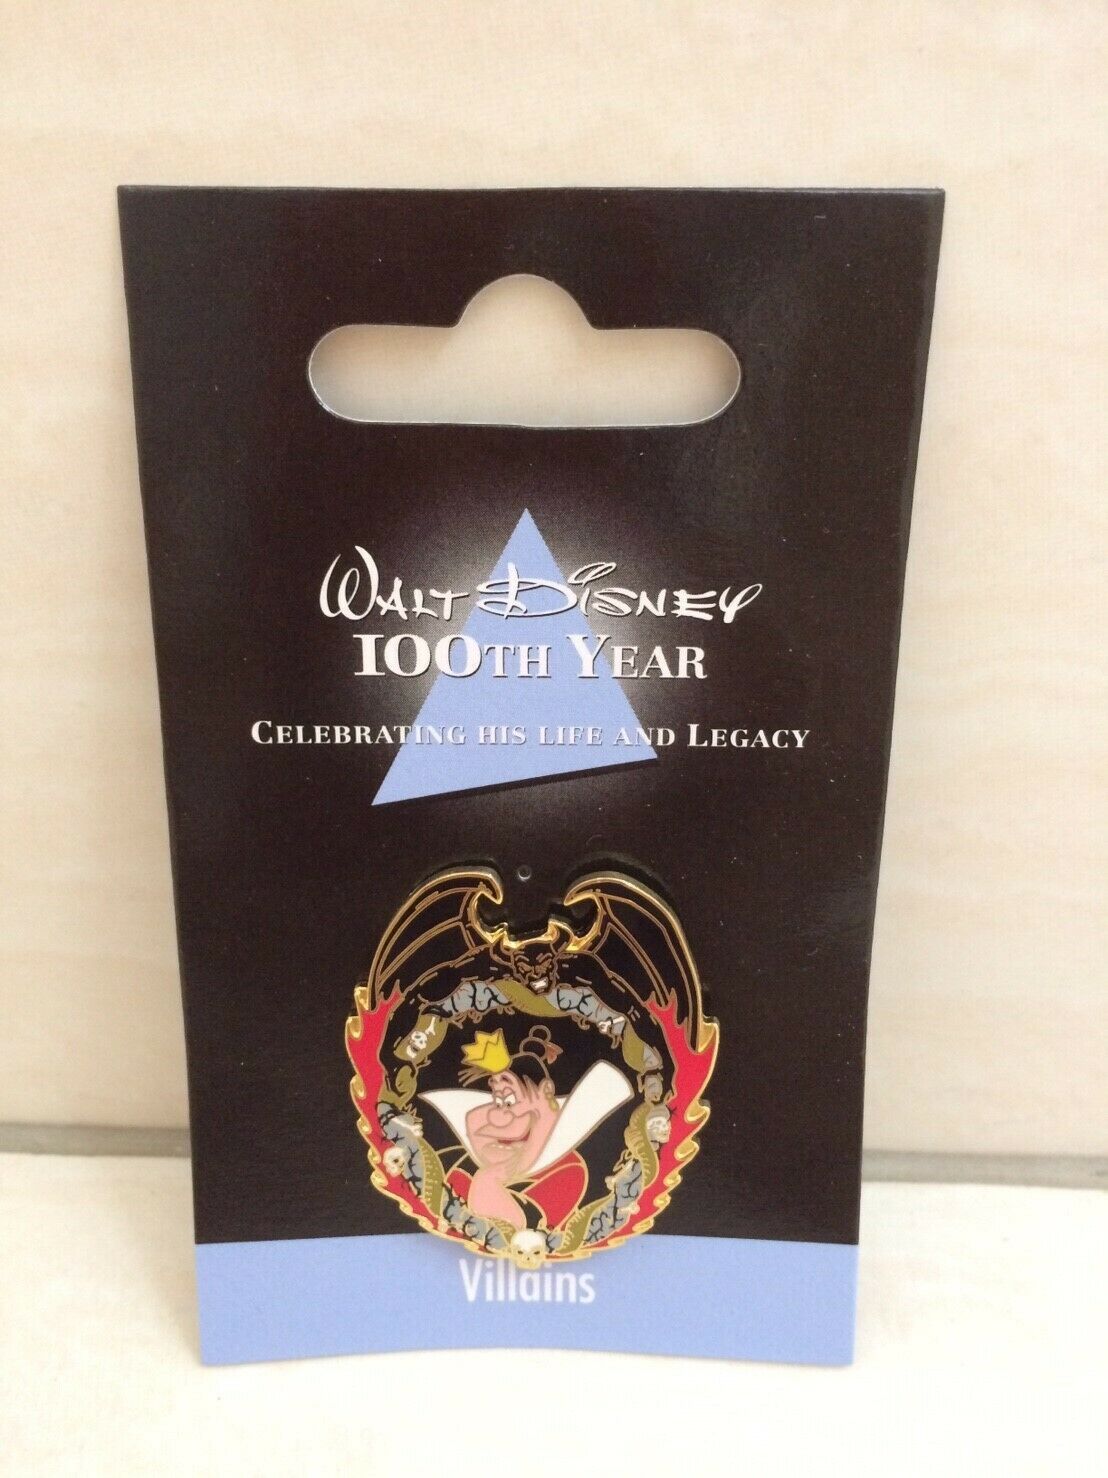 WALT DISNEY
100TH YEAR
CELEBRATING HIS LIFE AND LEGACY
Villains